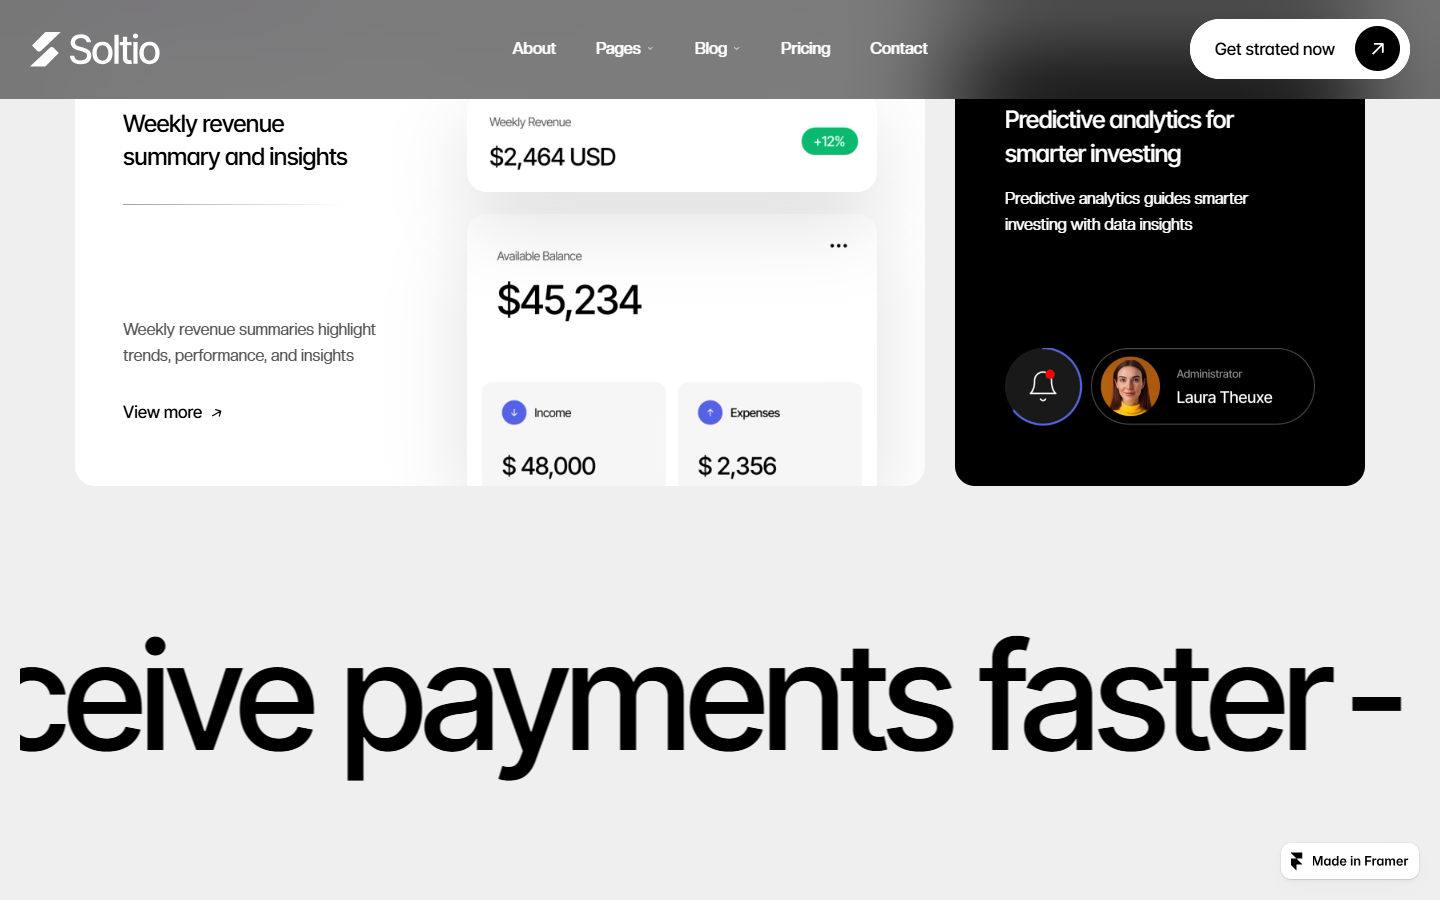 Soltio
About
Pages
Blog
Pricing
Contact
Get strated now
Weekly revenue
summary and insights
Weekly revenue summaries highlight
trends, performance, and insights
View more
Weekly Revenue
$2,464 USD
+12%
Available Balance
$45,234
Income
$ 48,000
Expenses
$ 2,356
Predictive analytics for
smarter investing
Predictive analytics guides smarter
investing with data insights
Administrator
Laura Theuxe
ceive payments faster -
Made in Framer